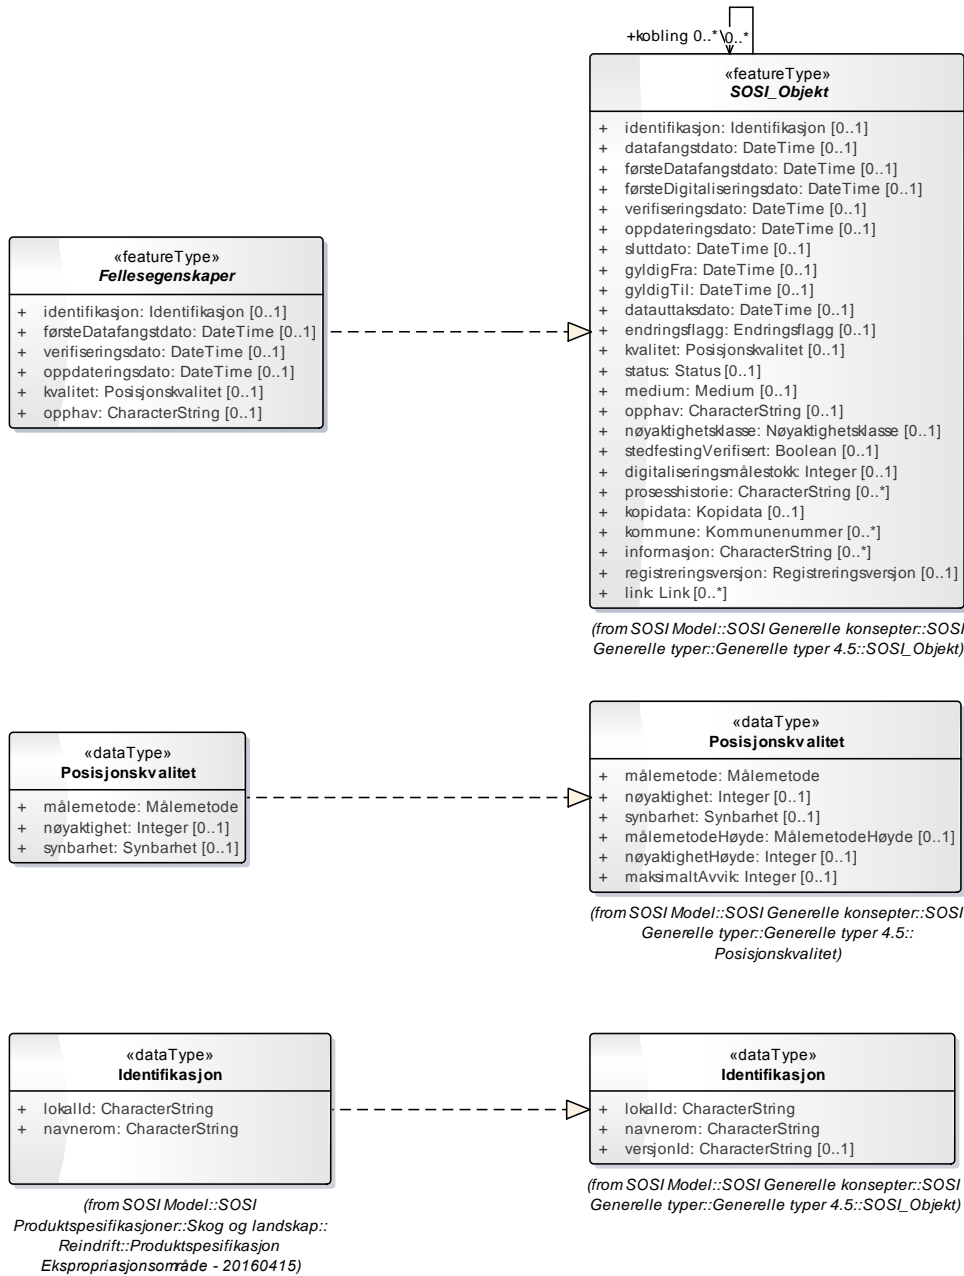 +kobling 0..*
0..*
«featureType»
SOSI_Objekt
+ identifikasjon: Identifikasjon [0..1]
+ datafangstdato: DateTime [0..1]
+ førsteDatafangstdato: DateTime [0..1]
+ førsteDigitaliseringsdato: DateTime [0..1]
+ verifiseringsdato: DateTime [0..1]
+ oppdateringsdato: DateTime [0..1]
+ sluttdato: DateTime [0..1]
+ gyldigFra: DateTime [0..1]
+ gyldigTil: DateTime [0..1]
+ datauttaksdato: DateTime [0..1]
+ endringsflagg: Endringsflagg [0..1]
+ kvalitet: Posisjonskvalitet [0..1]
+ status: Status [0..1]
+ medium: Medium [0..1]
+ opphav: CharacterString [0..1]
+ nøyaktighetsklasse: Nøyaktighetsklasse [0..1]
+ stedfestingVerifisert: Boolean [0..1]
+ digitaliseringsmålestokk: Integer [0..1]
+ prosesshistorie: CharacterString [0..*]
+ kopidata: Kopidata [0..1]
+ kommune: Kommunenummer [0..*]
+ informasjon: CharacterString [0..*]
+ registreringsversjon: Registreringsversjon [0..1]
+ link: Link [0..*]
(from SOSI Model::SOSI Generelle konsepter::SOSI
Generelle typer::Generelle typer 4.5::SOSI_Objekt)
«featureType»
Fellesegenskaper
+ identifikasjon: Identifikasjon [0..1]
+ førsteDatafangstdato: DateTime [0..1]
+ verifiseringsdato: DateTime [0..1]
+ oppdateringsdato: DateTime [0..1]
+ kvalitet: Posisjonskvalitet [0..1]
+ opphav: CharacterString [0..1]
«dataType»
Posisjonskvalitet
+ målemetode: Målemetode
+ nøyaktighet: Integer [0..1]
+ synbarhet: Synbarhet [0..1]
«dataType»
Posisjonskvalitet
+ målemetode: Målemetode
+ nøyaktighet: Integer [0..1]
+ synbarhet: Synbarhet [0..1]
+ målemetodeHøyde: MålemetodeHøyde [0..1]
+ nøyaktighetHøyde: Integer [0..1]
+ maksimaltAvvik: Integer [0..1]
(from SOSI Model::SOSI Generelle konsepter::SOSI
Generelle typer::Generelle typer 4.5::
Posisjonskvalitet)
«dataType»
Identifikasjon
+ lokalId: CharacterString
+ navnerom: CharacterString
(from SOSI Model::SOSI
Produktspesifikasjoner::Skog og landskap::
Reindrift::Produktspesifikasjon
Ekspropriasjonsområde - 20160415)
«dataType»
Identifikasjon
+ lokalId: CharacterString
+ navnerom: CharacterString
+ versjonId: CharacterString [0..1]
(from SOSI Model::SOSI Generelle konsepter::SOSI
Generelle typer::Generelle typer 4.5::SOSI_Objekt)